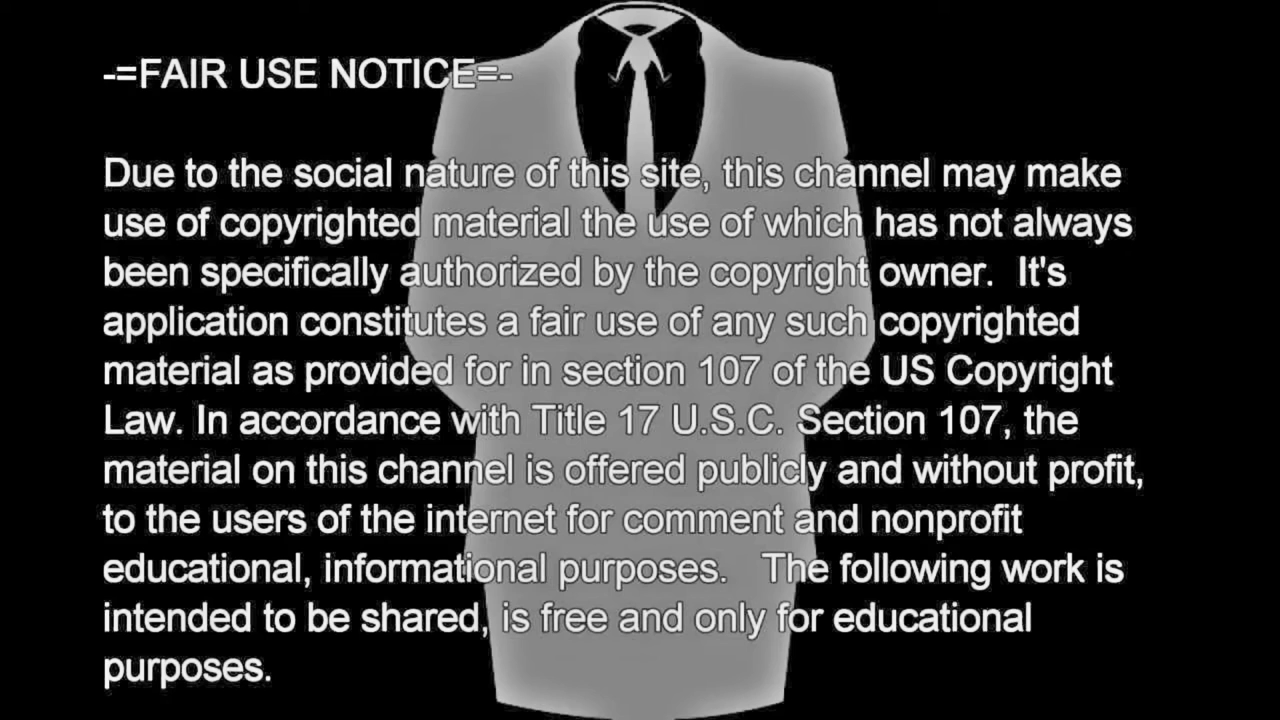 -=FAIR USE NOTICE=-
Due to the social nature of this site, this channel may make
use of copyrighted material the use of which has not always
been specifically authorized by the copyright owner.  It's
application constitutes a fair use of any such copyrighted
material as provided for in section 107 of the US Copyright
Law. In accordance with Title 17 U.S.C. Section 107, the
material on this channel is offered publicly and without profit,
to the users of the internet for comment and nonprofit
educational, informational purposes.   The following work is
intended to be shared, is free and only for educational
purposes.